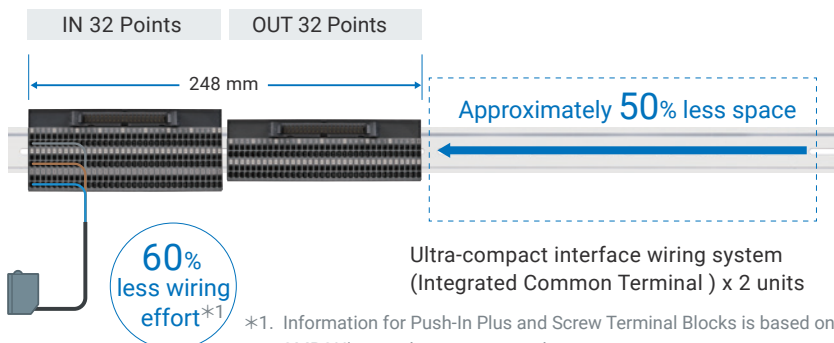 IN 32 Points
OUT 32 Points
248 mm
Approximately 50% less space
60%
less wiring
effort*1
Ultra-compact interface wiring system
(Integrated Common Terminal ) x 2 units
*1. Information for Push-In Plus and Screw Terminal Blocks is based on